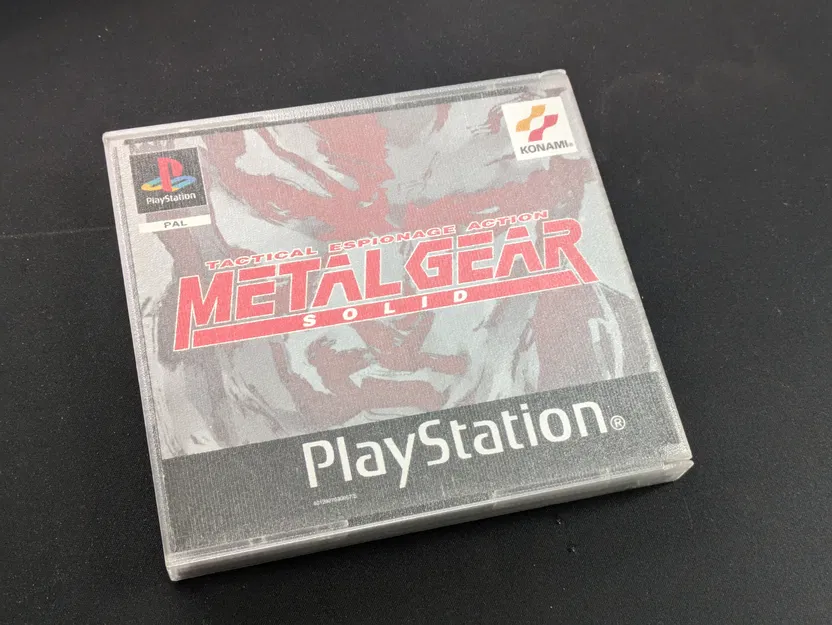 PlayStation
PAL
KONAMI®
TACTICAL ESPIONAGE ACTION
METAL GEAR
SOLID
PlayStation®